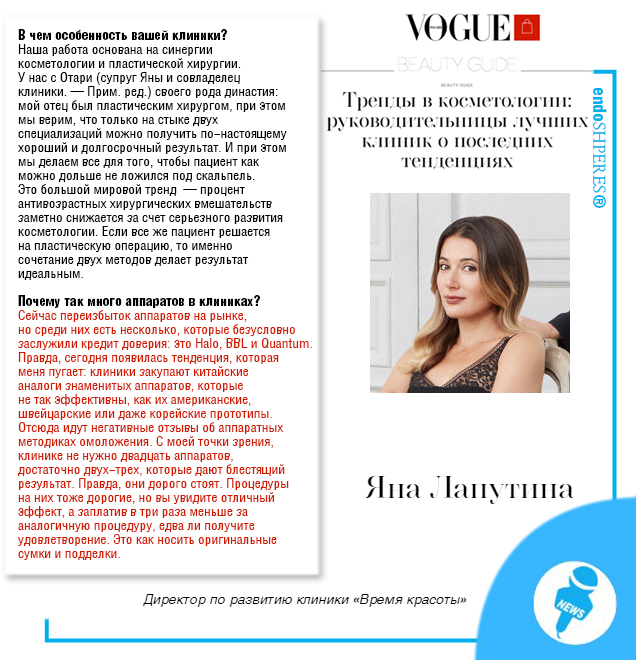 В чем особенность вашей клиники?
Наша работа основана на синергии
косметологии и пластической хирургии.
У нас с Отари (супруг Яны и совладелец
клиники. — Прим. ред.) своего рода династия:
мой отец был пластическим хирургом, при этом
мы верим, что только на стыке двух
специализаций можно получить по-настоящему
хороший и долгосрочный результат. И при этом
мы делаем все для того, чтобы пациент как
можно дольше не ложился под скальпель.
Это большой мировой тренд — процент
антивозрастных хирургических вмешательств
заметно снижается за счет серьезного развития
косметологии. Если все же пациент решается
на пластическую операцию, то именно
сочетание двух методов делает результат
идеальным.
Почему так много аппаратов в клиниках?
Сейчас переизбыток аппаратов на рынке,
но среди них есть несколько, которые безусловно
заслужили кредит доверия: это Halo, BBL и Quantum.
Правда, сегодня появилась тенденция, которая
меня пугает: клиники закупают китайские
аналоги знаменитых аппаратов, которые
не так эффективны, как их американские,
швейцарские или даже корейские прототипы.
Отсюда идут негативные отзывы об аппаратных
методиках омоложения. С моей точки зрения,
клинике не нужно двадцать аппаратов,
достаточно двух-трех, которые дают блестящий
результат. Правда, они дорого стоят. Процедуры
на них тоже дорогие, но вы увидите отличный
эффект, а заплатив в три раза меньше за
аналогичную процедуру, едва ли получите
удовлетворение. Это как носить оригинальные
сумки и подделки.
VOGUE
BEAUTY GUIDE
BEAUTY GUIDE
Тренды в косметологии:
руководительницы лучших
клиник о последних
тенденциях
endoSHPERES®
Яна Лапутина
Директор по развитию клиники «Время красоты»
NEWS